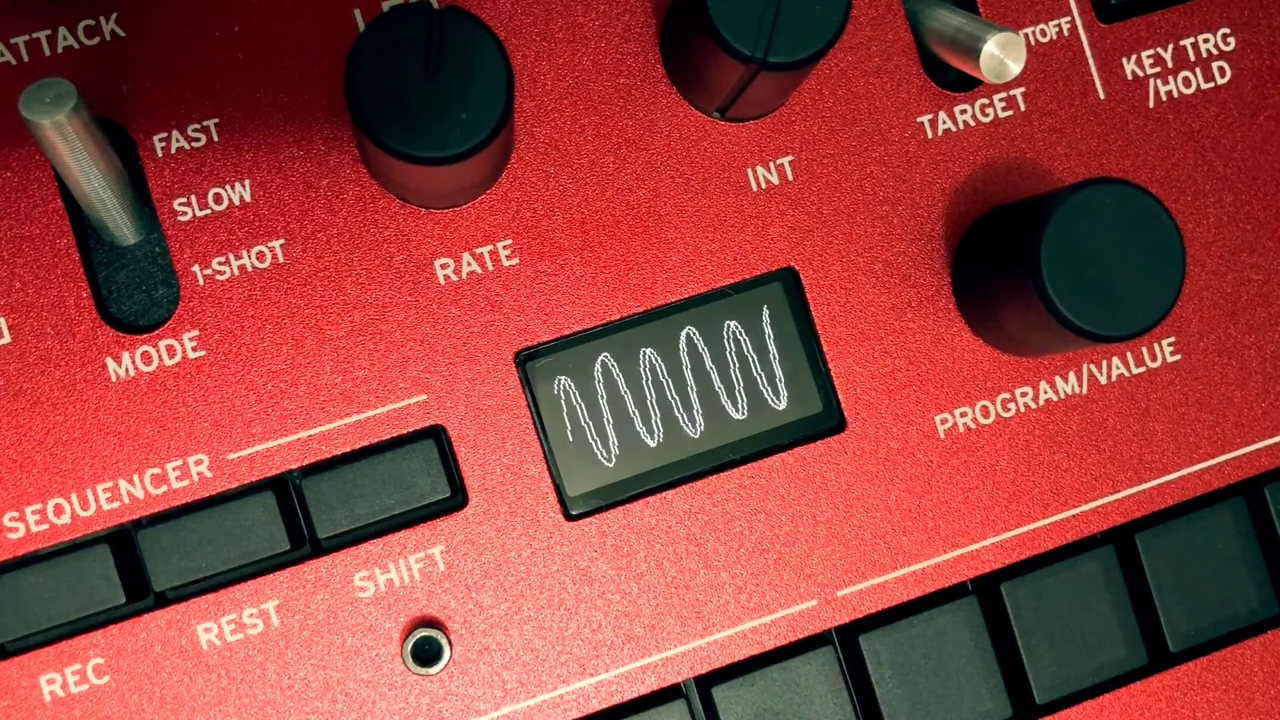 ATTACK
FAST
SLOW
1-SHOT
MODE
RATE
INT
TARGET
KEY TRG
/HOLD
PROGRAM/VALUE
SEQUENCER
SHIFT
REST
REC